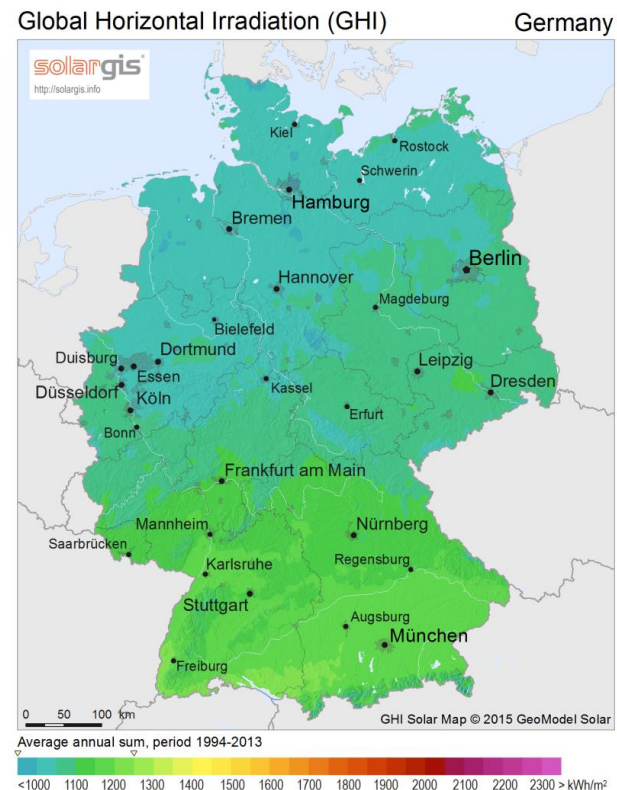 Global Horizontal Irradiation (GHI) Germany
solargis
http://solargis.info
Kiel
Rostock
Schwerin
Hamburg
Bremen
Berlin
Hannover
Magdeburg
Bielefeld
Duisburg
Dortmund
Essen
Leipzig
Düsseldorf
Kassel
Dresden
Köln
Erfurt
Bonn
Frankfurt am Main
Mannheim
Nürnberg
Saarbrücken
Karlsruhe
Regensburg
Stuttgart
Augsburg
München
Freiburg
0 50 100 km
GHI Solar Map © 2015 GeoModel Solar
Average annual sum, period 1994-2013
<1000 1100 1200 1300 1400 1500 1600 1700 1800 1900 2000 2100 2200 2300 > kWh/m²